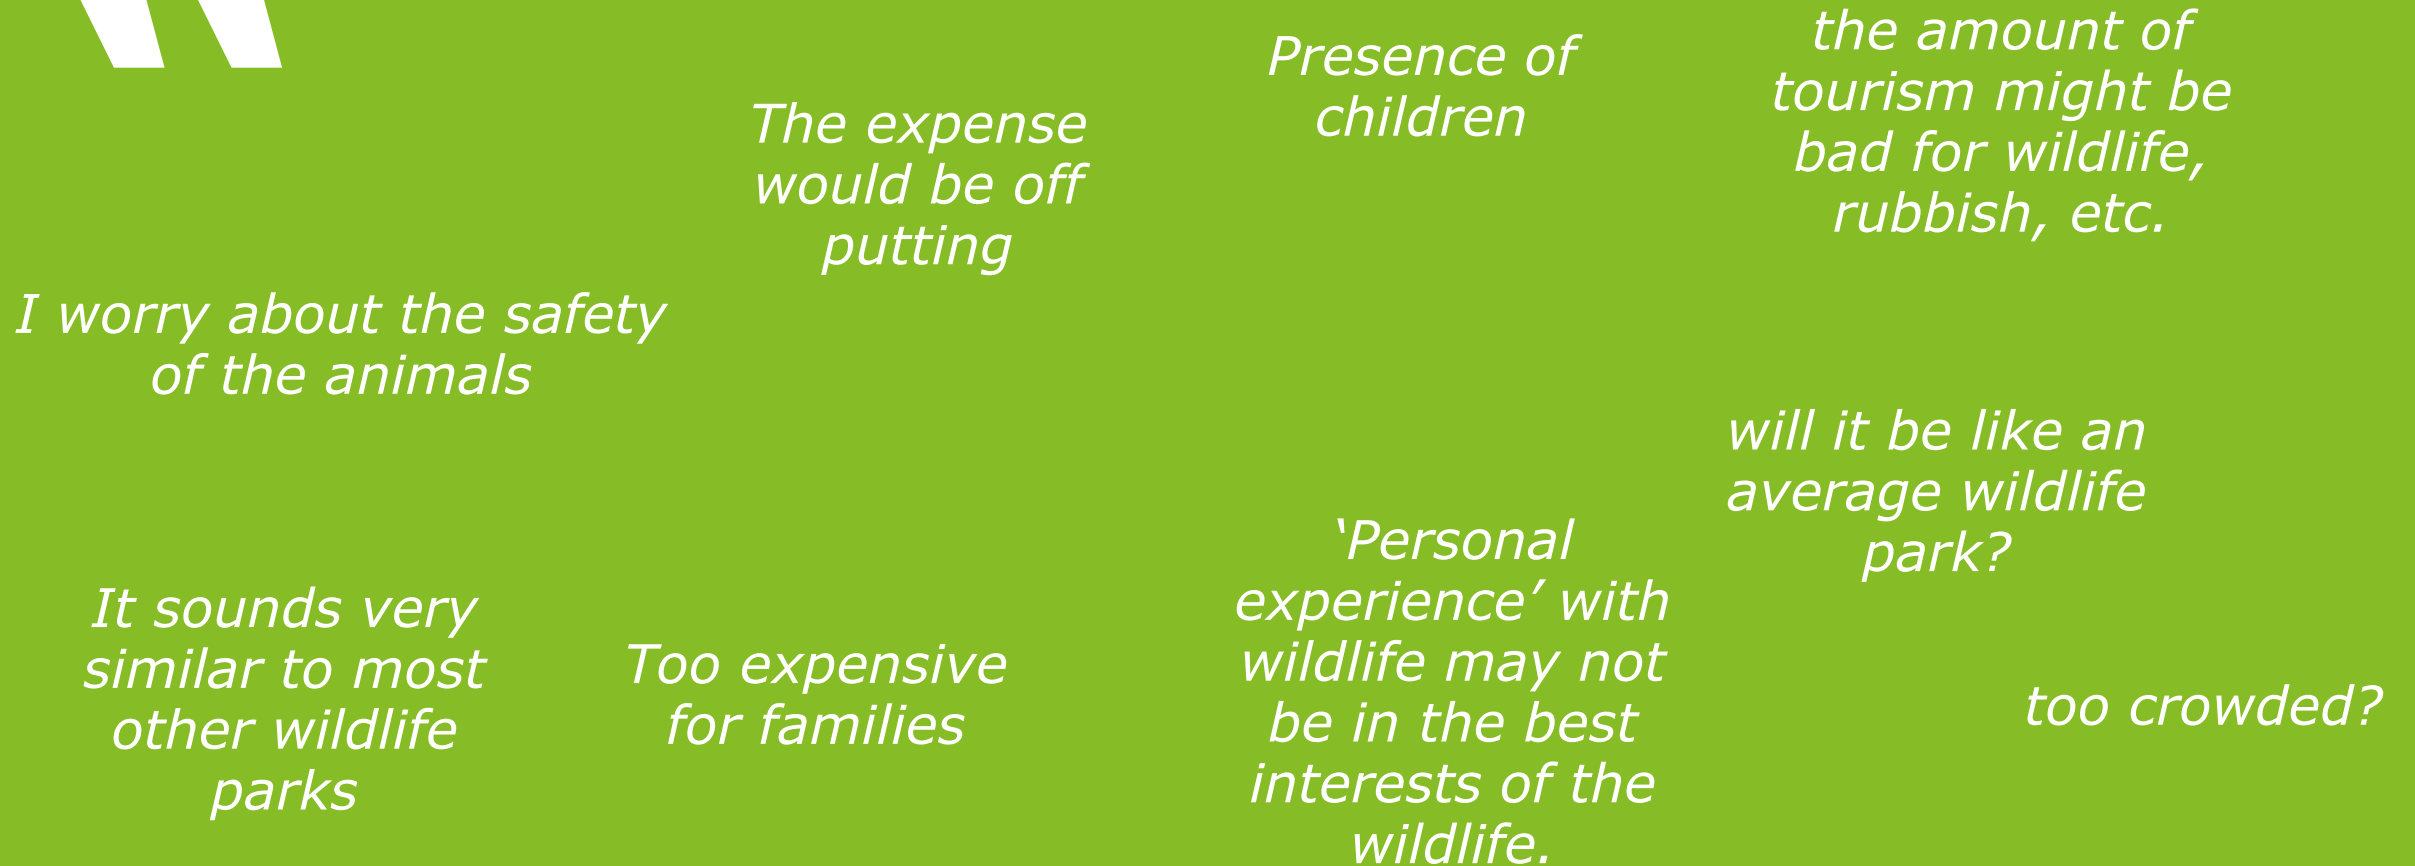 The expense
would be off
putting
Presence of
children
the amount of
tourism might be
bad for wildlife,
rubbish, etc.
I worry about the safety
of the animals
will it be like an
average wildlife
park?
‘Personal
experience’ with
wildlife may not
be in the best
interests of the
wildlife.
It sounds very
similar to most
other wildlife
parks
Too expensive
for families
too crowded?